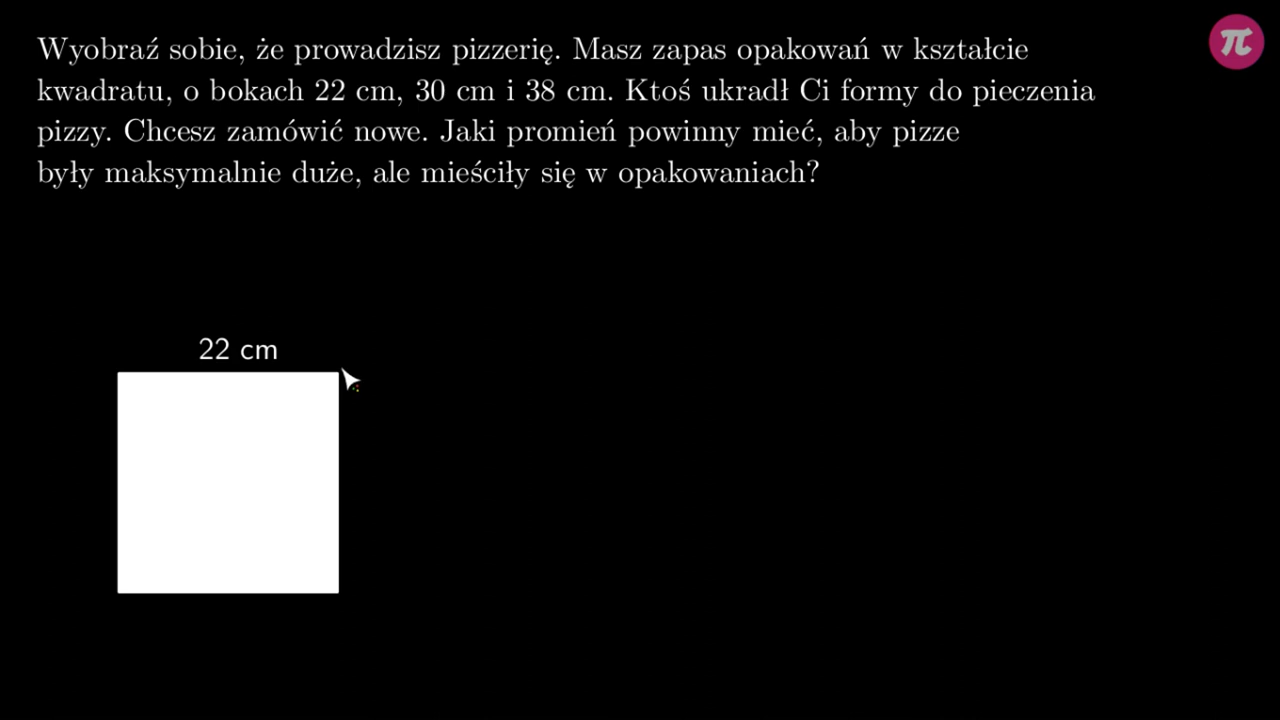 Wyobraź sobie, że prowadzisz pizzerię. Masz zapas opakowań w kształcie
kwadratu, o bokach 22 cm, 30 cm i 38 cm. Ktoś ukradł Ci formy do pieczenia
pizzy. Chcesz zamówić nowe. Jaki promień powinny mieć, aby pizze
były maksymalnie duże, ale mieściły się w opakowaniach?
π
22 cm